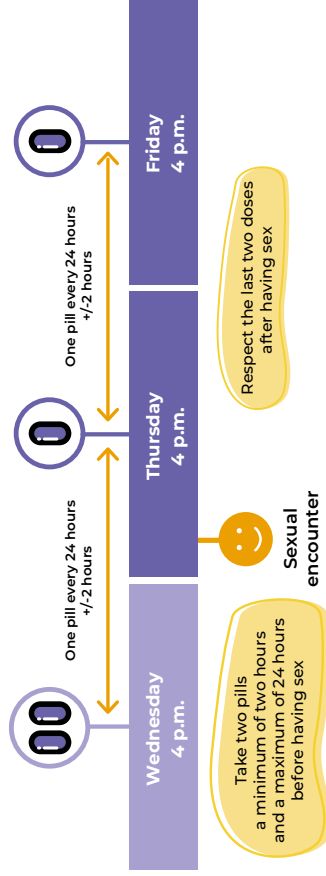 One pill every 24 hours
+/-2 hours
One pill every 24 hours
+/-2 hours
Wednesday
4 p.m.
Thursday
4 p.m.
Friday
4 p.m.
Sexual
encounter
Take two pills
a minimum of two hours
and a maximum of 24 hours
before having sex
Respect the last two doses
after having sex